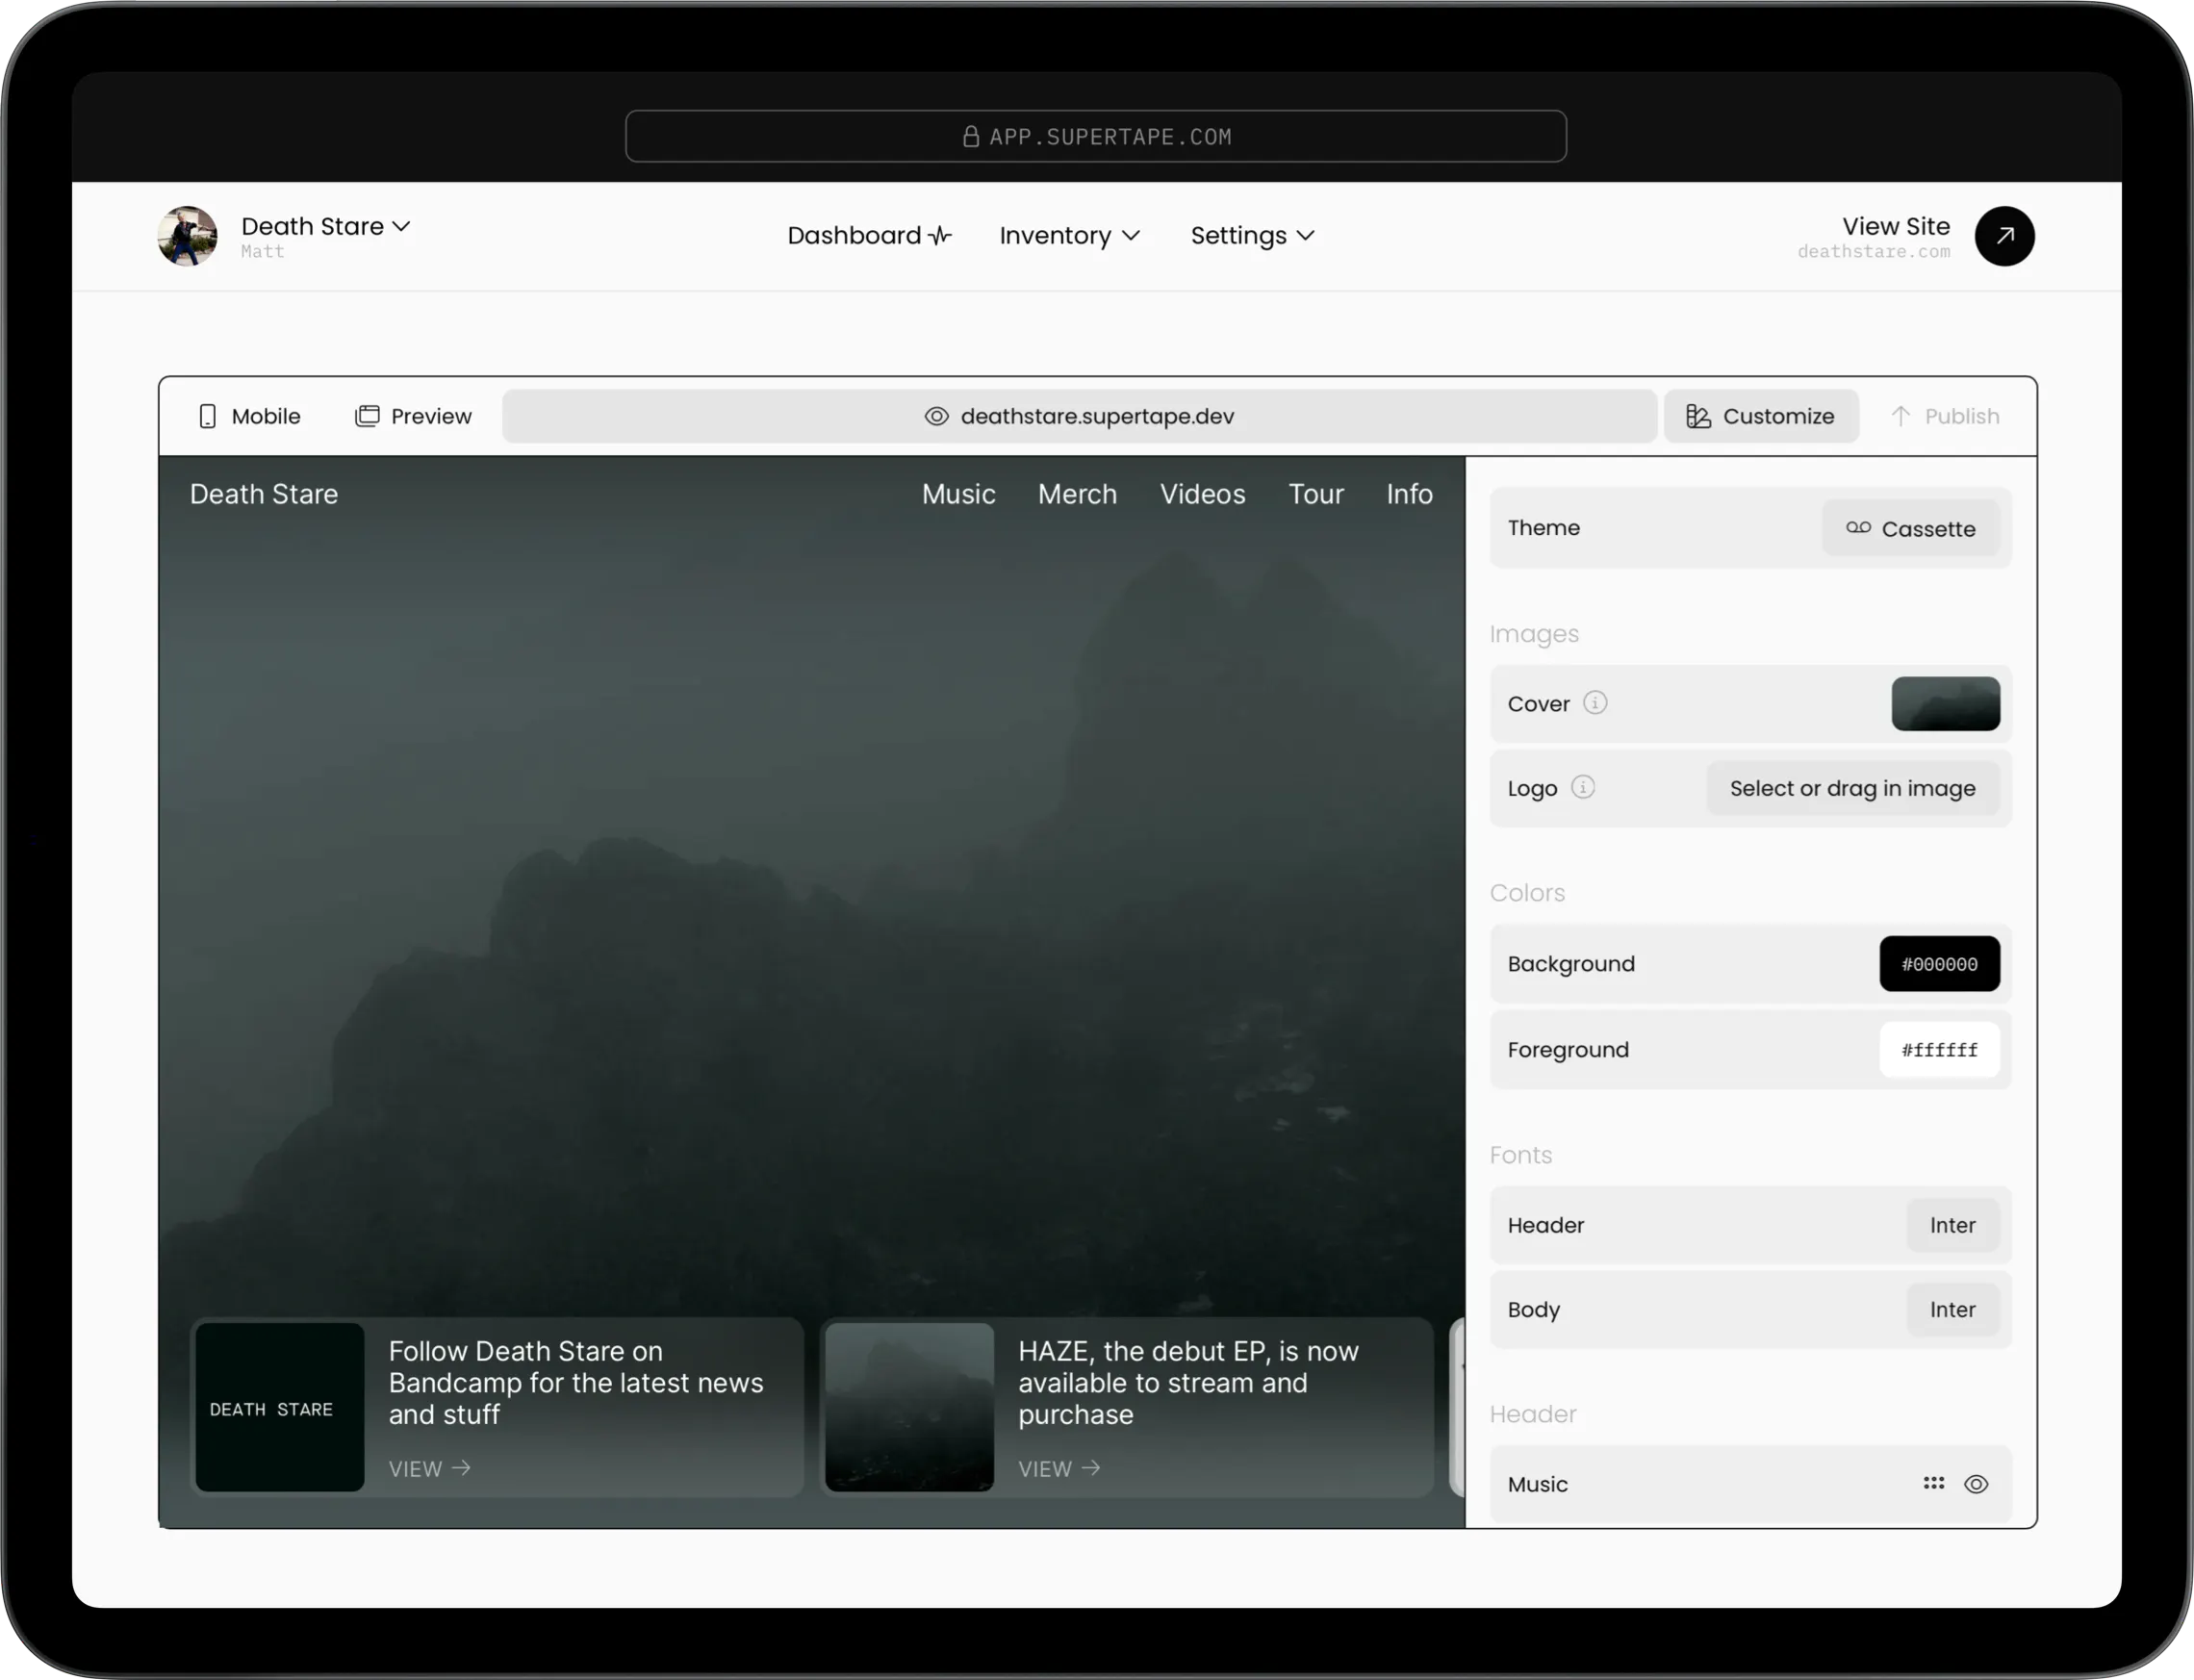 APP.SUPERTAPE.COM
Death Stare
Matt
Dashboard
Inventory
Settings
View Site
deathstare.com
Mobile
Preview
deathstare.supertape.dev
Customize
Publish
Death Stare
Music
Merch
Videos
Tour
Info
DEATH STARE
Follow Death Stare on
Bandcamp for the latest news
and stuff
VIEW
HAZE, the debut EP, is now
available to stream and
purchase
VIEW
Theme
Cassette
Images
Cover
Logo
Select or drag in image
Colors
Background
#000000
Foreground
#ffffff
Fonts
Header
Inter
Body
Inter
Header
Music